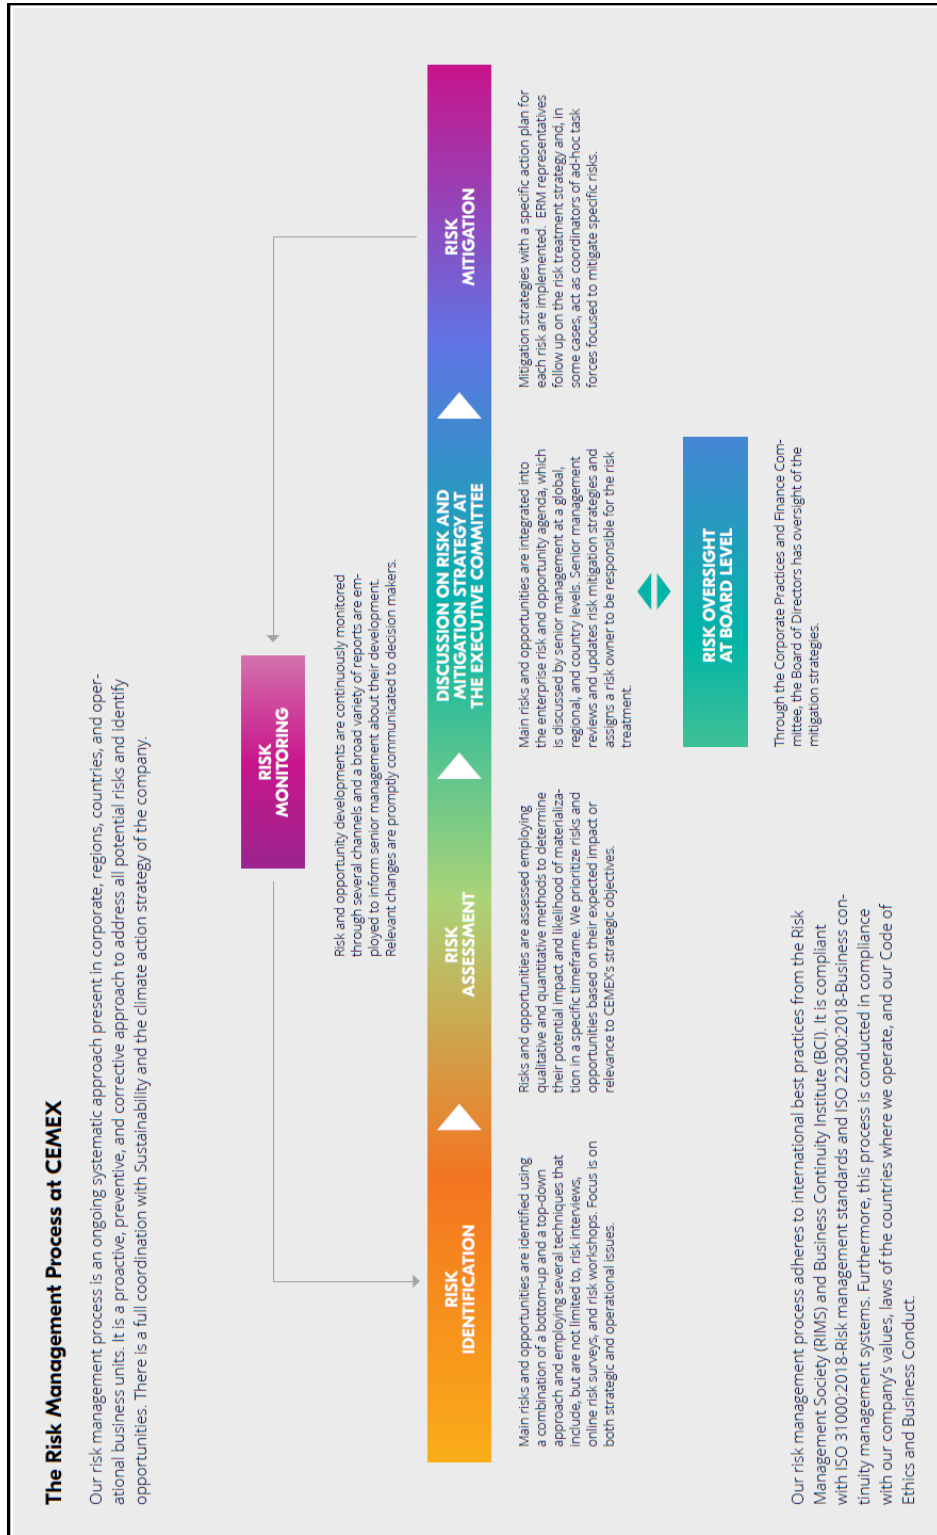 The Risk Management Process at CEMEX
Our risk management process is an ongoing systematic approach present in corporate, regions, countries, and oper-
ational business units. It is a proactive, preventive, and corrective approach to address all potential risks and identify
opportunities. There is a full coordination with Sustainability and the climate action strategy of the company.
RISK
MONITORING
Risk and opportunity developments are continuously monitored
through several channels and a broad variety of reports are em-
ployed to inform senior management about their development.
Relevant changes are promptly communicated to decision makers.
RISK
IDENTIFICATION
RISK
ASSESSMENT
DISCUSSION ON RISK AND
MITIGATION STRATEGY AT
THE EXECUTIVE COMMITTEE
RISK
MITIGATION
Main risks and opportunities are identified using
a combination of a bottom-up and a top-down
approach and employing several techniques that
include, but are not limited to, risk interviews,
online risk surveys, and risk workshops. Focus is on
both strategic and operational issues.
Risks and opportunities are assessed employing
qualitative and quantitative methods to determine
their potential impact and likelihood of materializa-
tion in a specific timeframe. We prioritize risks and
opportunities based on their expected impact or
relevance to CEMEX's strategic objectives.
Main risks and opportunities are integrated into
the enterprise risk and opportunity agenda, which
is discussed by senior management at a global,
regional, and country levels. Senior management
reviews and updates risk mitigation strategies and
assigns a risk owner to be responsible for the risk
treatment.
Mitigation strategies with a specific action plan for
each risk are implemented. ERM representatives
follow up on the risk treatment strategy and, in
some cases, act as coordinators of ad-hoc task
forces focused to mitigate specific risks.
RISK OVERSIGHT
AT BOARD LEVEL
Through the Corporate Practices and Finance Com-
mittee, the Board of Directors has oversight of the
mitigation strategies.
Our risk management process adheres to international best practices from the Risk
Management Society (RIMS) and Business Continuity Institute (BCI). It is compliant
with ISO 31000:2018-Risk management standards and ISO 22300:2018-Business con-
tinuity management systems. Furthermore, this process is conducted in compliance
with our company's values, laws of the countries where we operate, and our Code of
Ethics and Business Conduct.